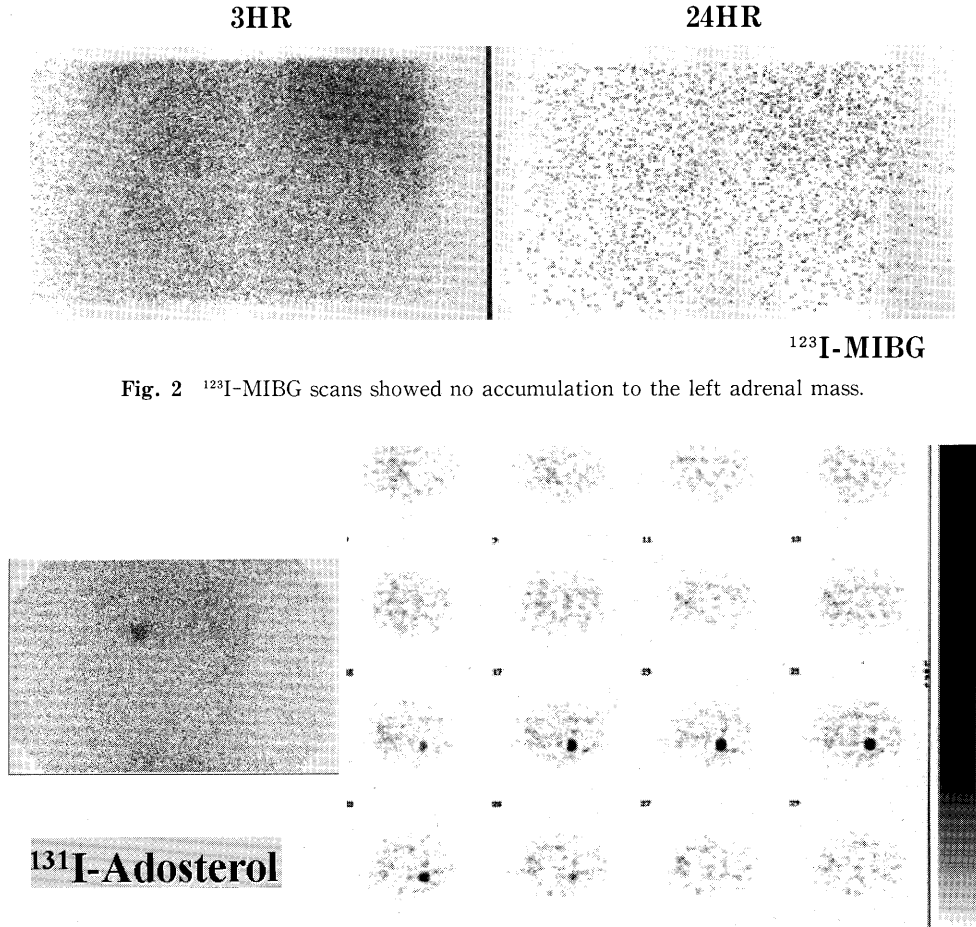 3HR 24HR
¹²³I-MIBG
Fig. 2 ¹²³I-MIBG scans showed no accumulation to the left adrenal mass.
¹³¹I-Adosterol